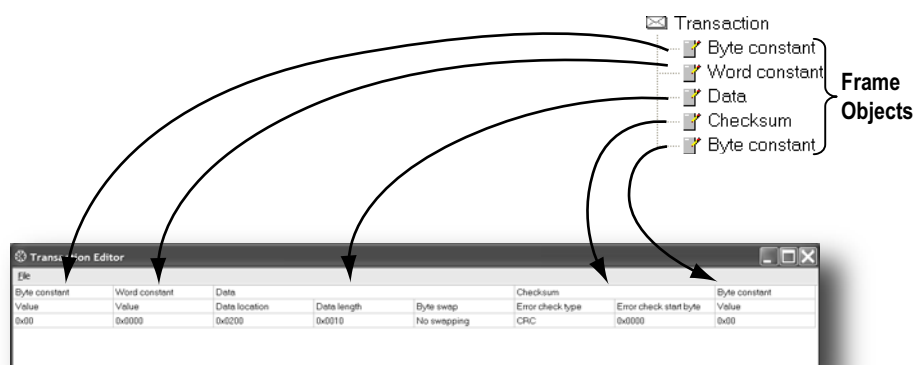 Transaction
Byte constant
Word constant
Data
Checksum
Byte constant
Frame
Objects
Transaction Editor
File
Byte constant Word constant Data Checksum Byte constant
Value Value Data location Data length Byte swap Error check type Error check start byte Value
0x00 0x0000 0x0200 0x0010 No swapping CRC 0x0000 0x00